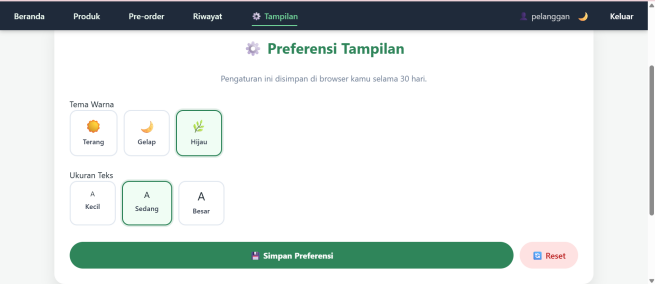 Beranda Produk Pre-order Riwayat Tampilan pelanggan Keluar
Preferensi Tampilan
Pengaturan ini disimpan di browser kamu selama 30 hari.
Tema Warna
Terang Gelap Hijau
Ukuran Teks
A A A
Kecil Sedang Besar
Simpan Preferensi Reset